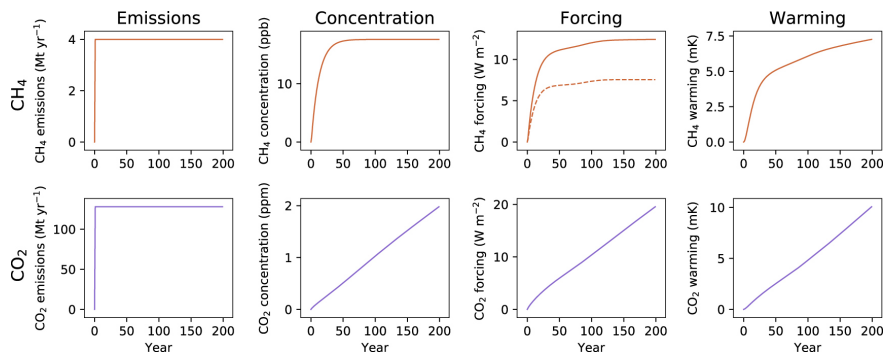 Emissions
Concentration
Forcing
Warming
CH₄
CH₄ emissions (Mt yr⁻¹)
4
2
0
0 50 100 150 200
CH₄ concentration (ppb)
10
0
0 50 100 150 200
CH₄ forcing (W m⁻²)
10
5
0
0 50 100 150 200
CH₄ warming (mK)
7.5
5.0
2.5
0.0
0 50 100 150 200
CO₂
CO₂ emissions (Mt yr⁻¹)
100
50
0
0 50 100 150 200
Year
CO₂ concentration (ppm)
2
1
0
0 50 100 150 200
Year
CO₂ forcing (W m⁻²)
20
10
0
0 50 100 150 200
Year
CO₂ warming (mK)
10
5
0
0 50 100 150 200
Year